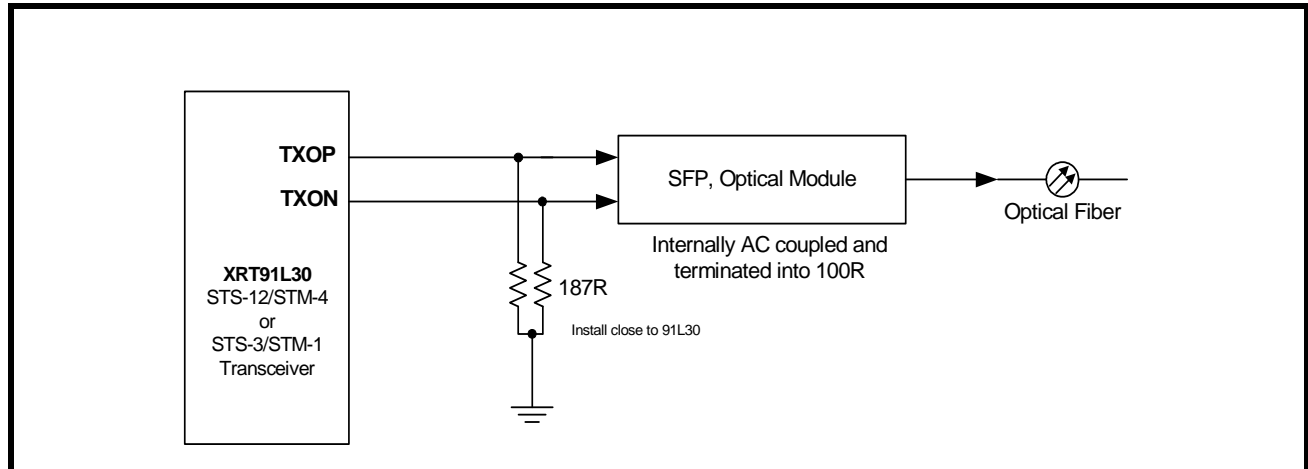 TXOP
TXON
XRT91L30
STS-12/STM-4
or
STS-3/STM-1
Transceiver
187R
Install close to 91L30
SFP, Optical Module
Internally AC coupled and
terminated into 100R
Optical Fiber